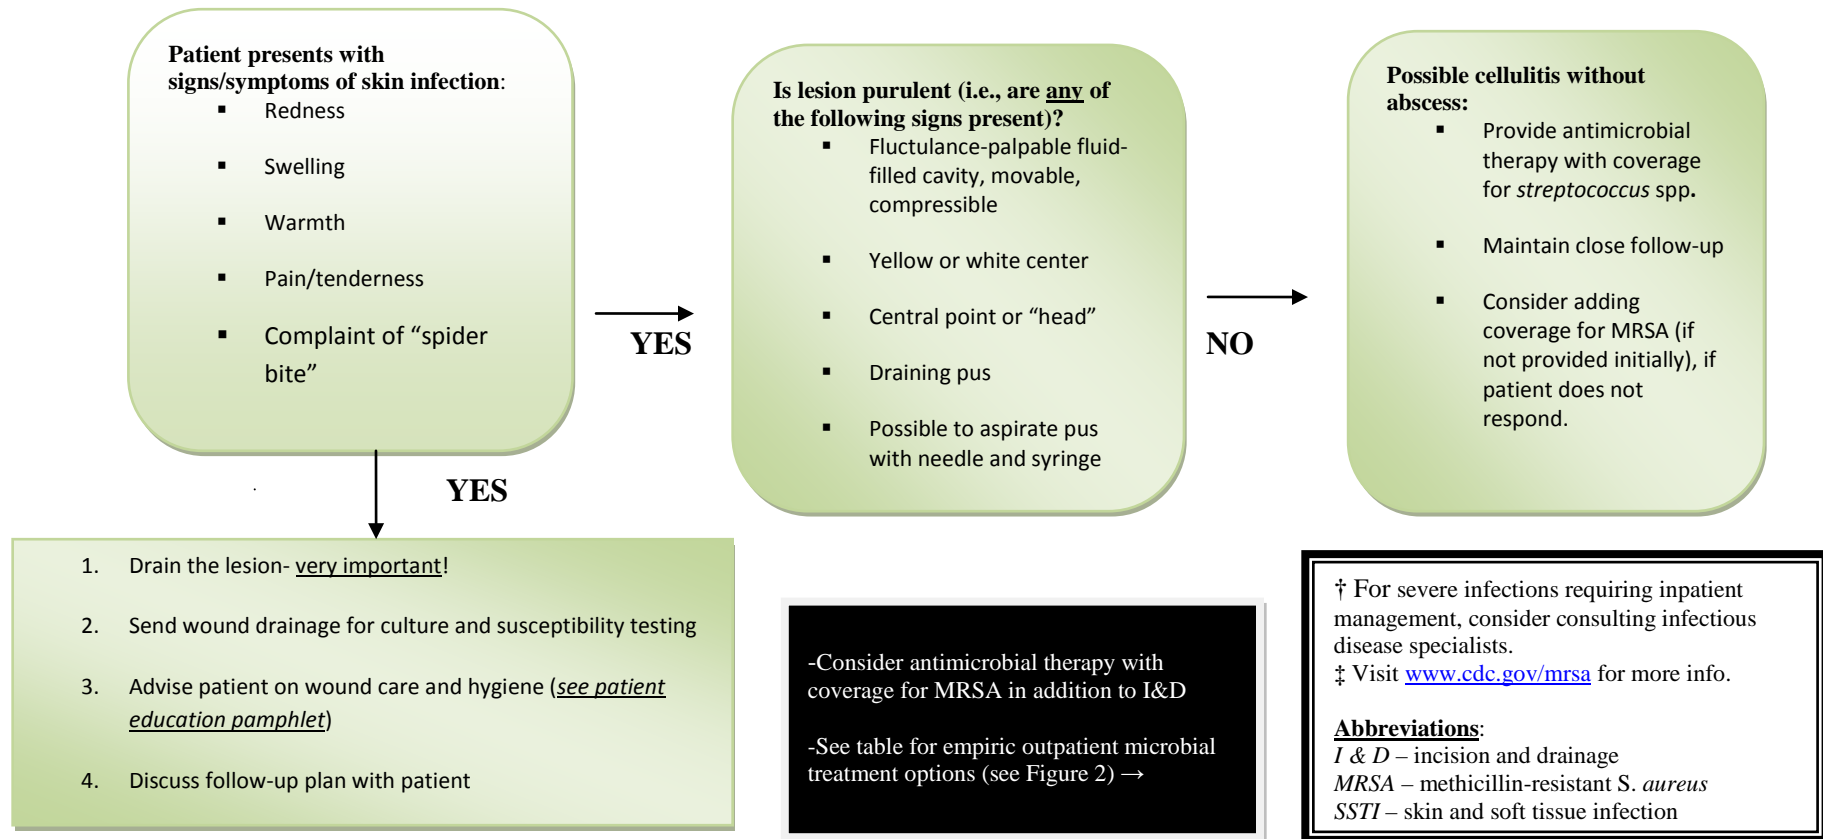 Patient presents with
signs/symptoms of skin infection:
▪ Redness
▪ Swelling
▪ Warmth
▪ Pain/tenderness
▪ Complaint of “spider
bite”
YES
Is lesion purulent (i.e., are any of
the following signs present)?
▪ Fluctulance-palpable fluid-
filled cavity, movable,
compressible
▪ Yellow or white center
▪ Central point or “head”
▪ Draining pus
▪ Possible to aspirate pus
with needle and syringe
NO
Possible cellulitis without
abscess:
▪ Provide antimicrobial
therapy with coverage
for streptococcus spp.
▪ Maintain close follow-up
▪ Consider adding
coverage for MRSA (if
not provided initially), if
patient does not
respond.
YES
1. Drain the lesion- very important!
2. Send wound drainage for culture and susceptibility testing
3. Advise patient on wound care and hygiene (see patient
education pamphlet)
4. Discuss follow-up plan with patient
-Consider antimicrobial therapy with
coverage for MRSA in addition to I&D
-See table for empiric outpatient microbial
treatment options (see Figure 2) →
† For severe infections requiring inpatient
management, consider consulting infectious
disease specialists.
‡ Visit www.cdc.gov/mrsa for more info.
Abbreviations:
I & D – incision and drainage
MRSA – methicillin-resistant S. aureus
SSTI – skin and soft tissue infection